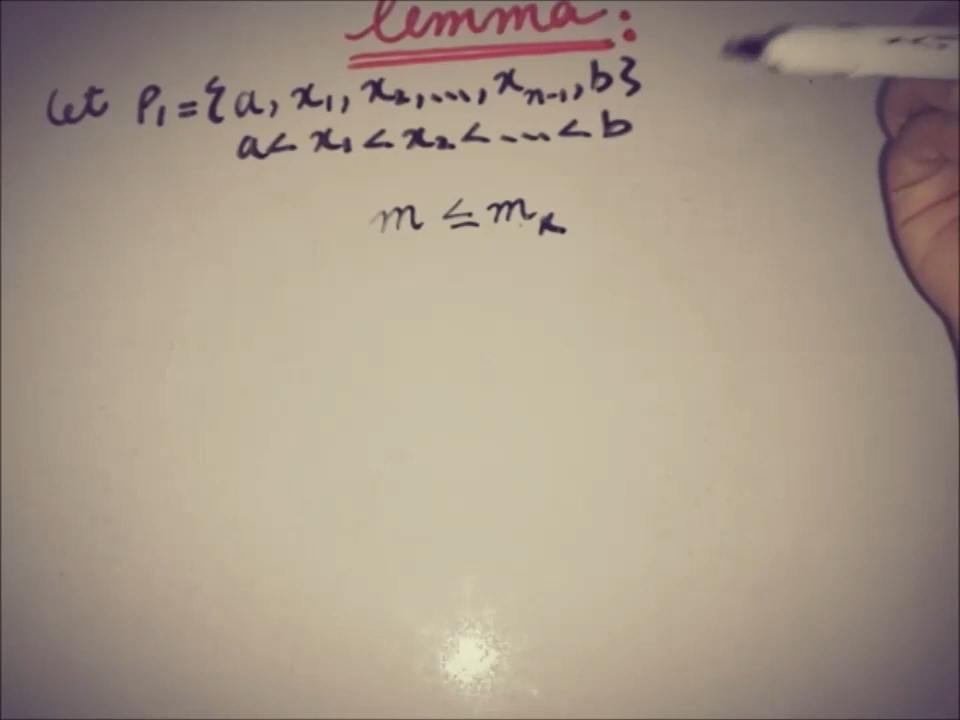 Lemma:
Let P₁ = {a, x₁, x₂, ..., xₙ₋₁, b}
a < x₁ < x₂ < ... < b
m ≤ mₖ